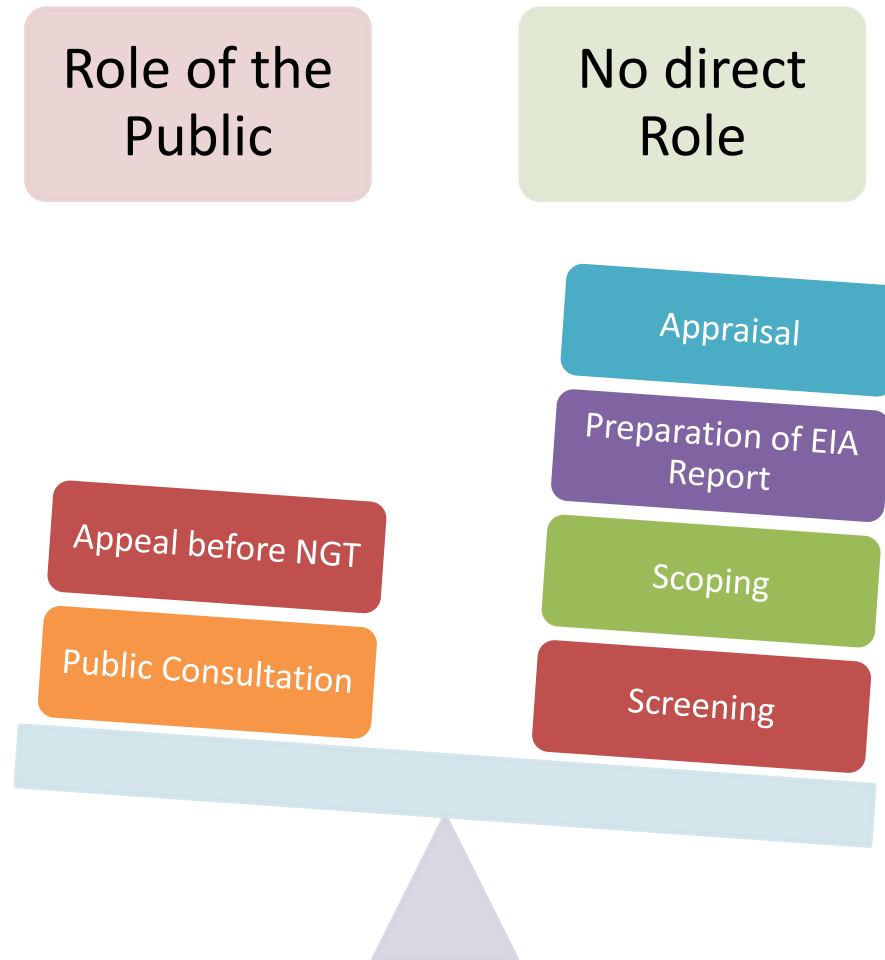 Role of the
Public
No direct
Role
Appeal before NGT
Public Consultation
Appraisal
Preparation of EIA
Report
Scoping
Screening